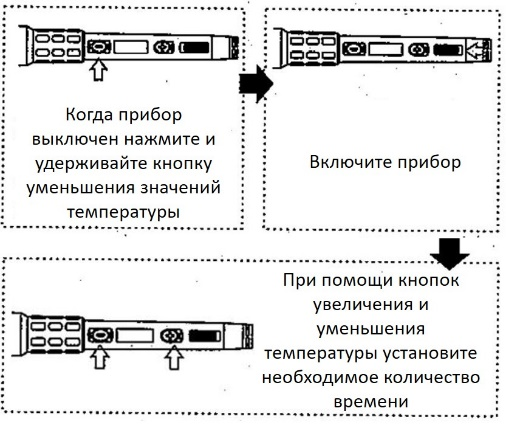 Когда прибор
выключен нажмите и
удерживайте кнопку
уменьшения значений
температуры
Включите прибор
При помощи кнопок
увеличения и
уменьшения
температуры установите
необходимое количество
времени